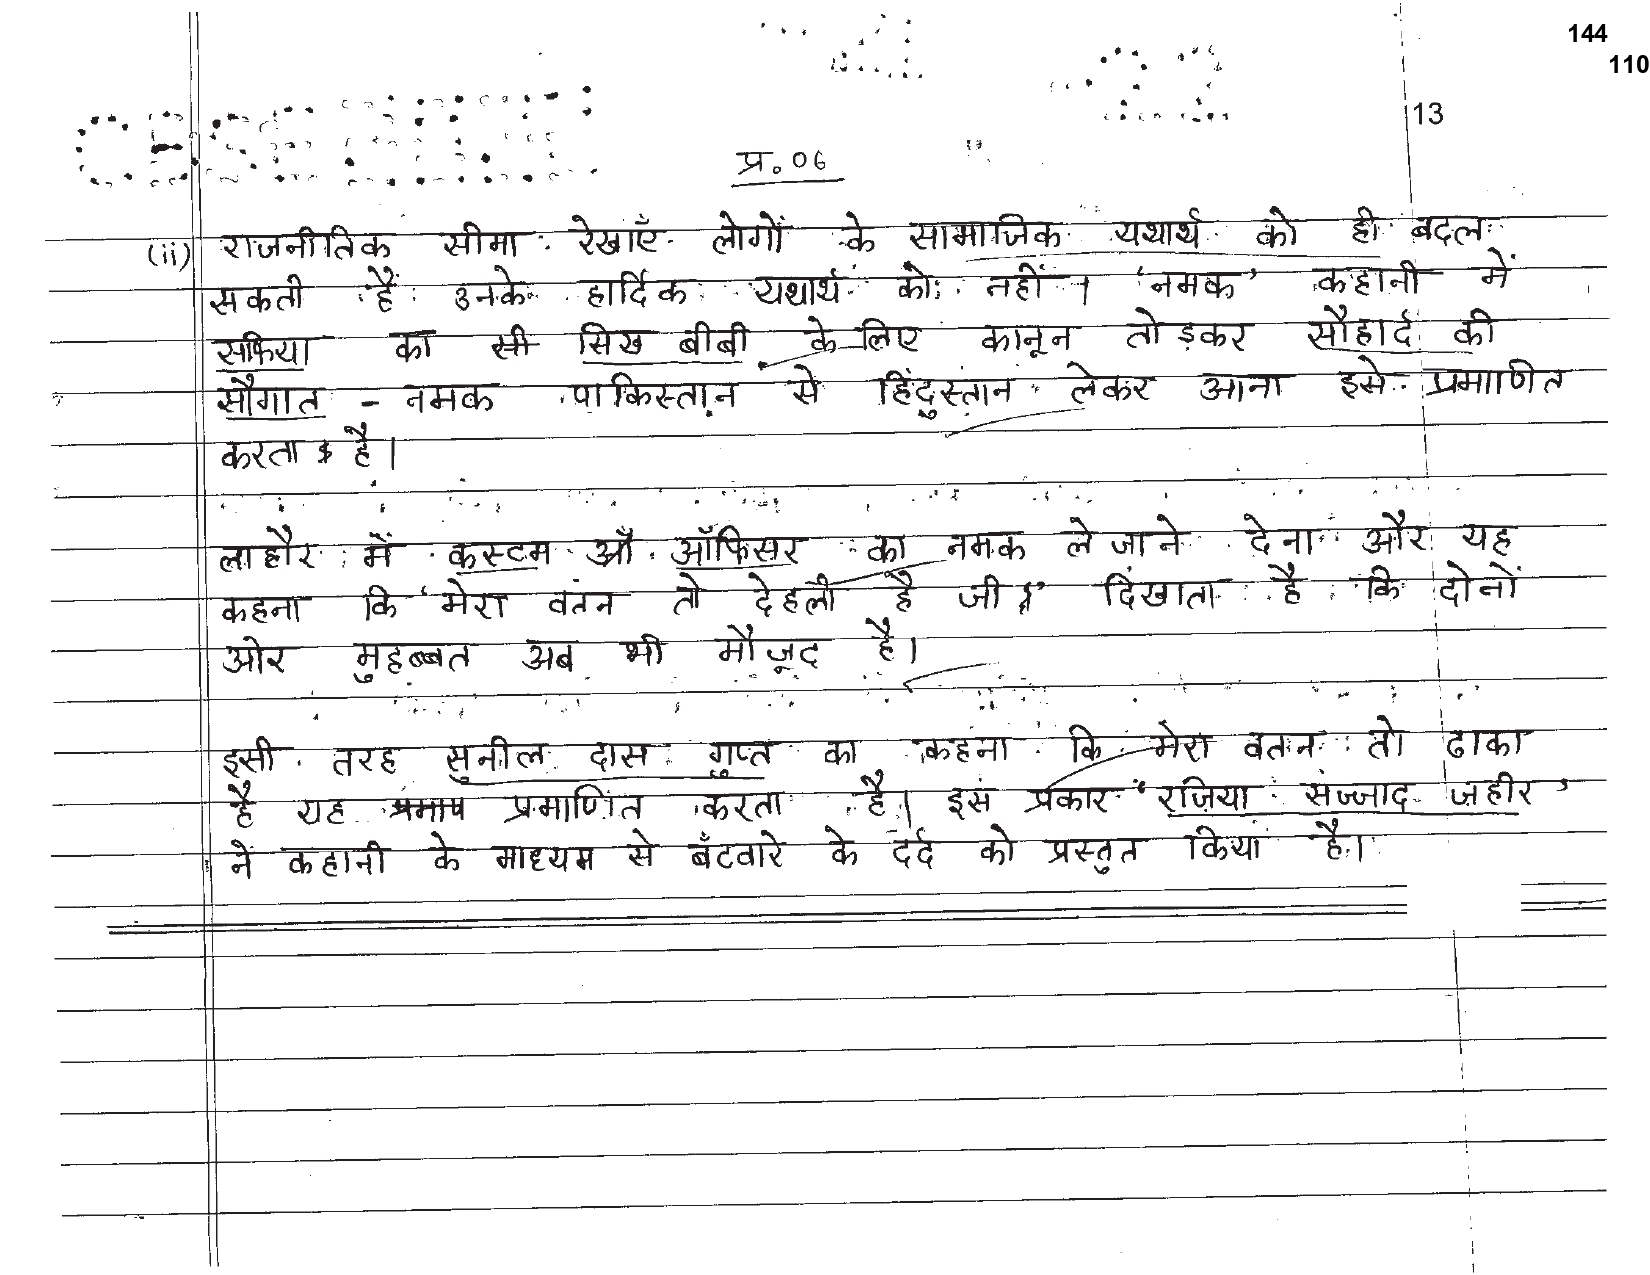 144
110
13
प्र. 06
(ii) राजनीतिक सीमा रेखाएँ लोगों के सामाजिक यथार्थ को ही बदल
सकती हैं उनके हार्दिक यथार्थ को नहीं । 'नमक' कहानी में
सफिया का सिख बीबी के लिए कानून तोड़कर सौहार्द की
सौगात - नमक पाकिस्तान से हिंदुस्तान लेकर आना इसे प्रमाणित
करता है।
लाहौर में कस्टम ऑफिसर का नमक ले जाने देना और यह
कहना कि 'मेरा वतन तो देहली है जी' दिखाता है कि दोनों
ओर मुहब्बत अब भी मौजूद है।
इसी तरह सुनील दास गुप्त का कहना कि मेरा वतन तो ढाका
है यह प्रमाणित करता है। इस प्रकार 'रज़िया सज्जाद जहीर'
ने कहानी के माध्यम से बँटवारे के दर्द को प्रस्तुत किया है।